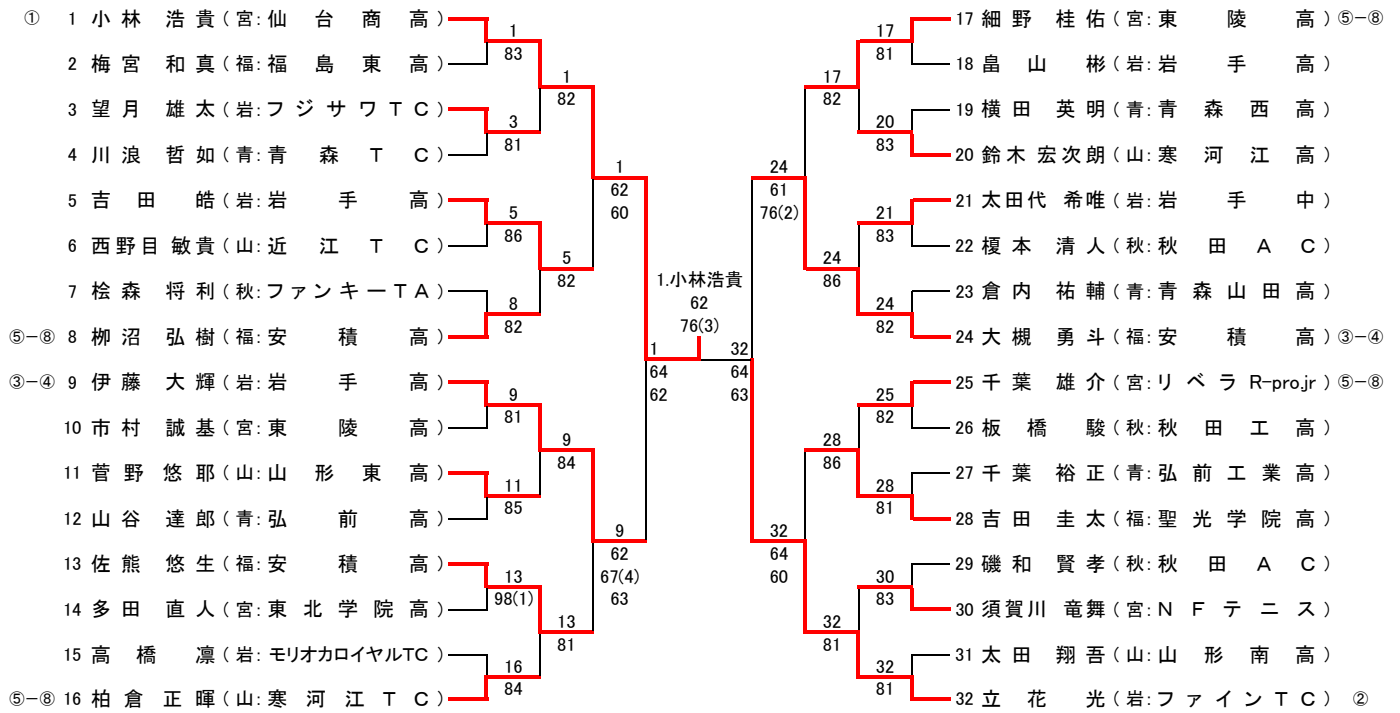 ① 1 小林 浩貴 (宮: 仙台商高)
2 梅宮 和真 (福: 福島東高)
3 望月 雄太 (岩: フジサワTC)
4 川浪 哲如 (青: 青森TC)
5 吉田 皓 (岩: 岩手高)
6 西野目 敏貴 (山: 近江TC)
7 桧森 将利 (秋: ファンキーTA)
⑤-⑧ 8 栁沼 弘樹 (福: 安積高)
③-④ 9 伊藤 大輝 (岩: 岩手高)
10 市村 誠基 (宮: 東陵高)
11 菅野 悠耶 (山: 山形東高)
12 山谷 達郎 (青: 弘前高)
13 佐熊 悠生 (福: 安積高)
14 多田 直人 (宮: 東北学院高)
15 高橋 凛 (岩: モリオカロイヤルTC)
⑤-⑧ 16 柏倉 正暉 (山: 寒河江TC)
1
83
3
81
5
86
8
82
9
81
11
85
13
98(1)
16
84
1
82
5
82
9
84
13
81
1
62
60
9
62
67(4)
63
1
64
62
1.小林浩貴
62
76(3)
32
64
63
24
61
76(2)
32
64
60
17
82
24
86
28
86
32
81
17
81
20
83
21
83
24
82
25
82
28
81
30
83
32
81
17 細野 桂佑 (宮: 東陵高) ⑤-⑧
18 畠山 彬 (岩: 岩手高)
19 横田 英明 (青: 青森西高)
20 鈴木 宏次朗 (山: 寒河江高)
21 太田代 希唯 (岩: 岩手中)
22 榎本 清人 (秋: 秋田AC)
23 倉内 祐輔 (青: 青森山田高)
24 大槻 勇斗 (福: 安積高) ③-④
25 千葉 雄介 (宮: リベラR-pro.jr) ⑤-⑧
26 板橋 駿 (秋: 秋田工高)
27 千葉 裕正 (青: 弘前工業高)
28 吉田 圭太 (福: 聖光学院高)
29 磯和 賢孝 (秋: 秋田AC)
30 須賀川 竜舞 (宮: NFテニス)
31 太田 翔吾 (山: 山形南高)
32 立花 光 (岩: ファインTC) ②